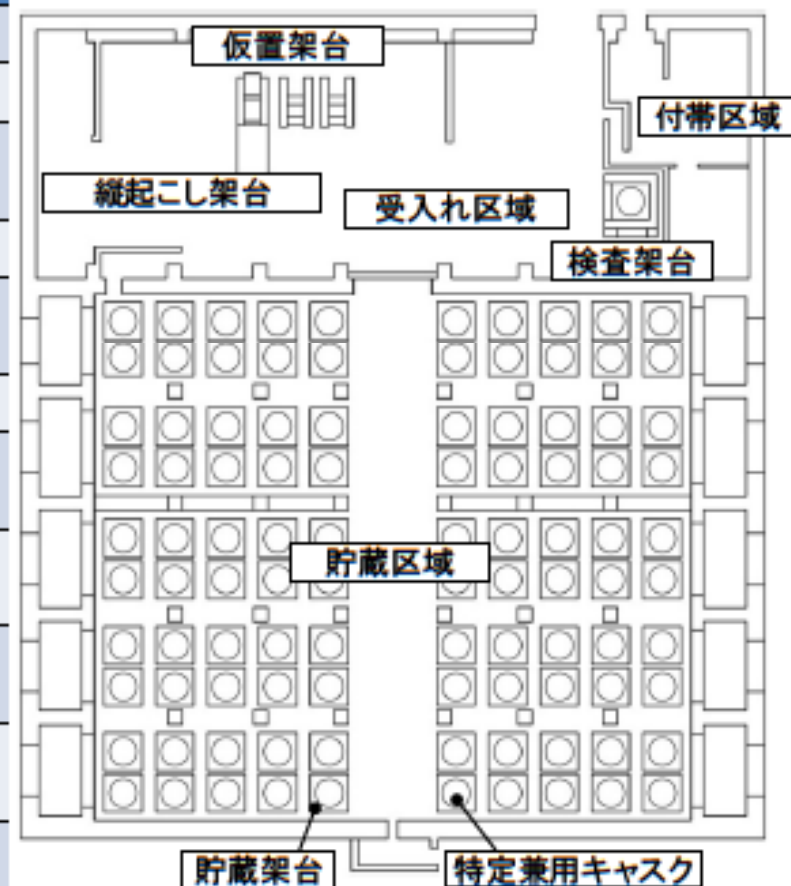 仮置架台
付帯区域
縦起こし架台
受入れ区域
検査架台
貯蔵区域
貯蔵架台
特定兼用キャスク